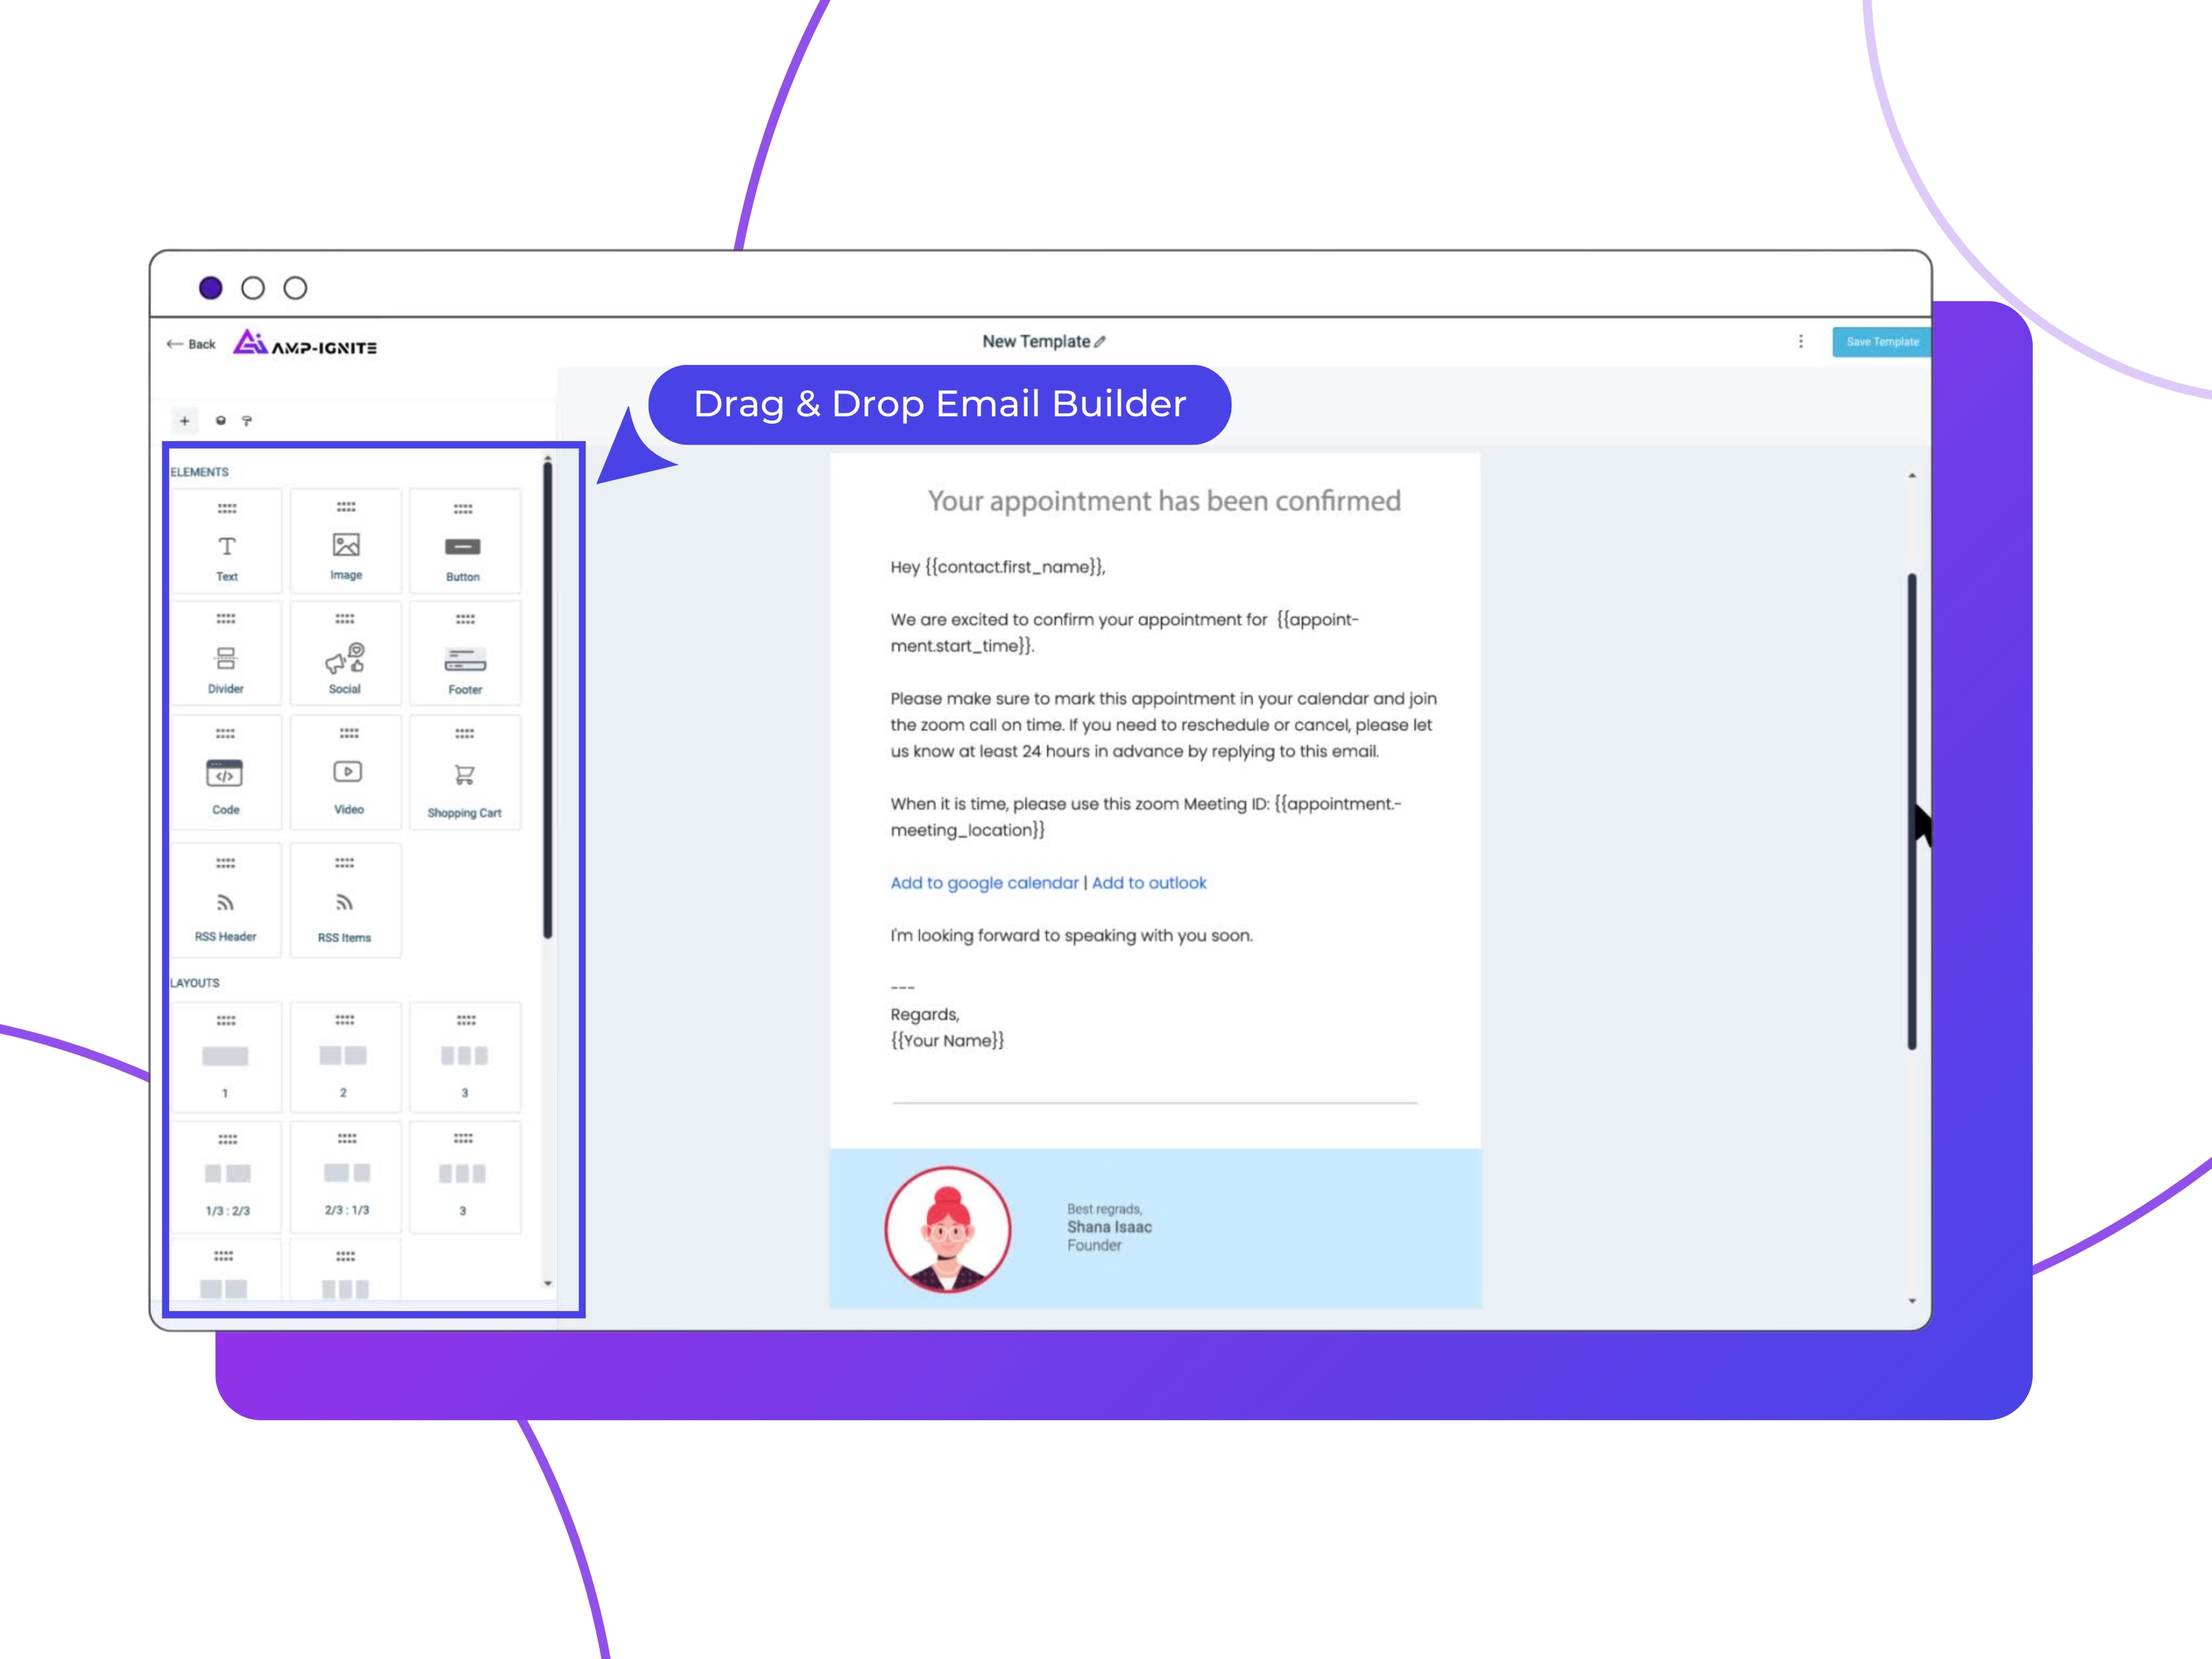 ← Back
AMP-IGNITE
New Template
Save Template
Drag & Drop Email Builder
ELEMENTS
Text
Image
Button
Divider
Social
Footer
Code
Video
Shopping Cart
RSS Header
RSS Items
LAYOUTS
1
2
3
1/3 : 2/3
2/3 : 1/3
3
Your appointment has been confirmed
Hey {{contact.first_name}},
We are excited to confirm your appointment for {{appoint-
ment.start_time}}.
Please make sure to mark this appointment in your calendar and join
the zoom call on time. If you need to reschedule or cancel, please let
us know at least 24 hours in advance by replying to this email.
When it is time, please use this zoom Meeting ID: {{appointment.-
meeting_location}}
Add to google calendar | Add to outlook
I'm looking forward to speaking with you soon.
---
Regards,
{{Your Name}}
Best regrads,
Shana Isaac
Founder